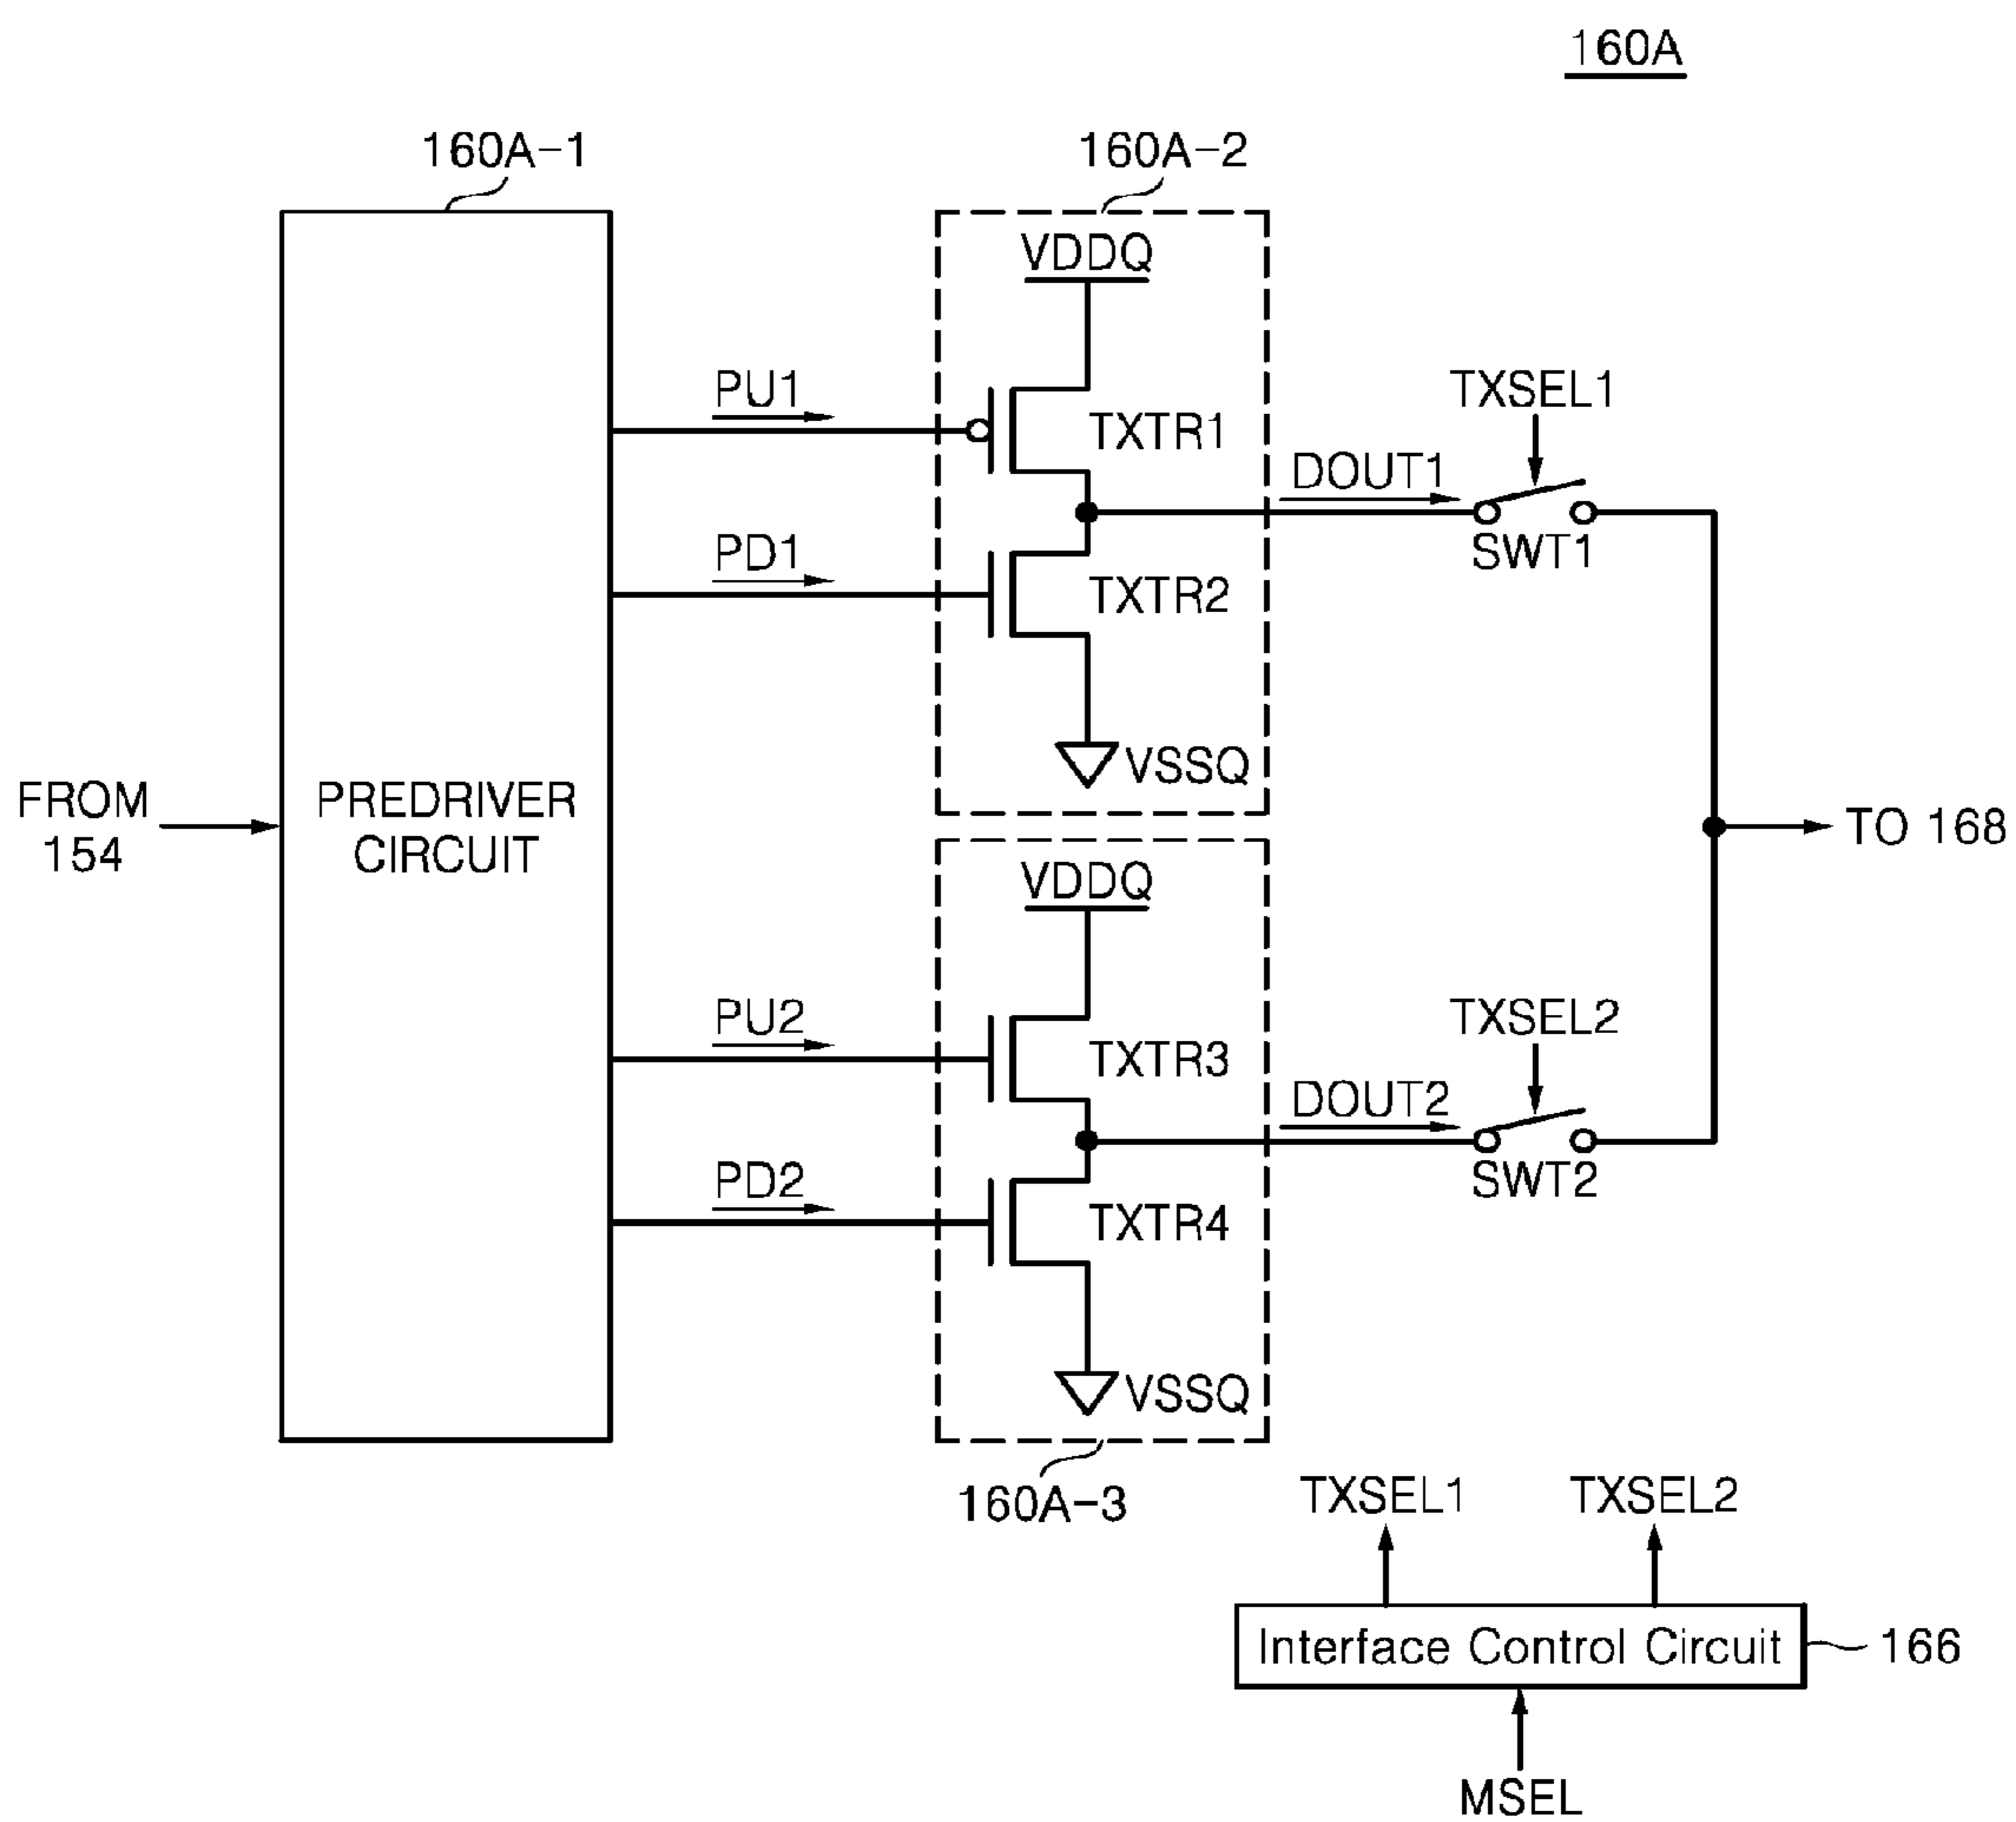 160A
160A-1
160A-2
VDDQ
PU1
TXTR1
TXSEL1
DOUT1
SWT1
PD1
TXTR2
VSSQ
FROM
154
PREDRIVER
CIRCUIT
TO 168
VDDQ
PU2
TXTR3
TXSEL2
DOUT2
SWT2
PD2
TXTR4
VSSQ
160A-3
TXSEL1
TXSEL2
Interface Control Circuit
166
MSEL